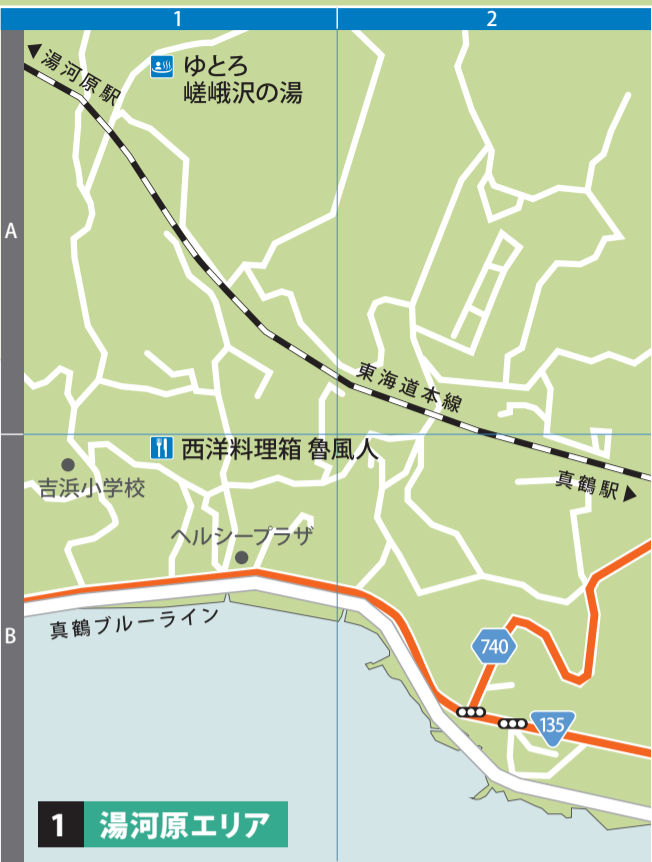 1
2
A
湯河原駅
ゆとろ
嵯峨沢の湯
東海道本線
西洋料理箱 魯風人
吉浜小学校
真鶴駅
ヘルシープラザ
B
真鶴ブルーライン
740
135
1 湯河原エリア